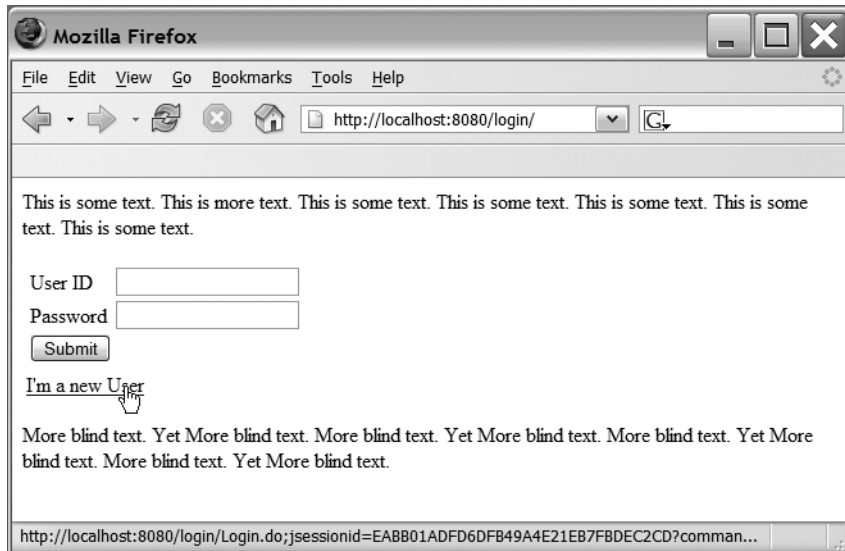 Mozilla Firefox
File Edit View Go Bookmarks Tools Help
http://localhost:8080/login/ G
This is some text. This is more text. This is some text. This is some text. This is some text. This is some
text. This is some text.
User ID
Password
Submit
I'm a new User
More blind text. Yet More blind text. More blind text. Yet More blind text. More blind text. Yet More
blind text. More blind text. Yet More blind text.
http://localhost:8080/login/Login.do;jsessionid=EABB01ADFD6DFB49A4E21EB7FBDEC2CD?comman...